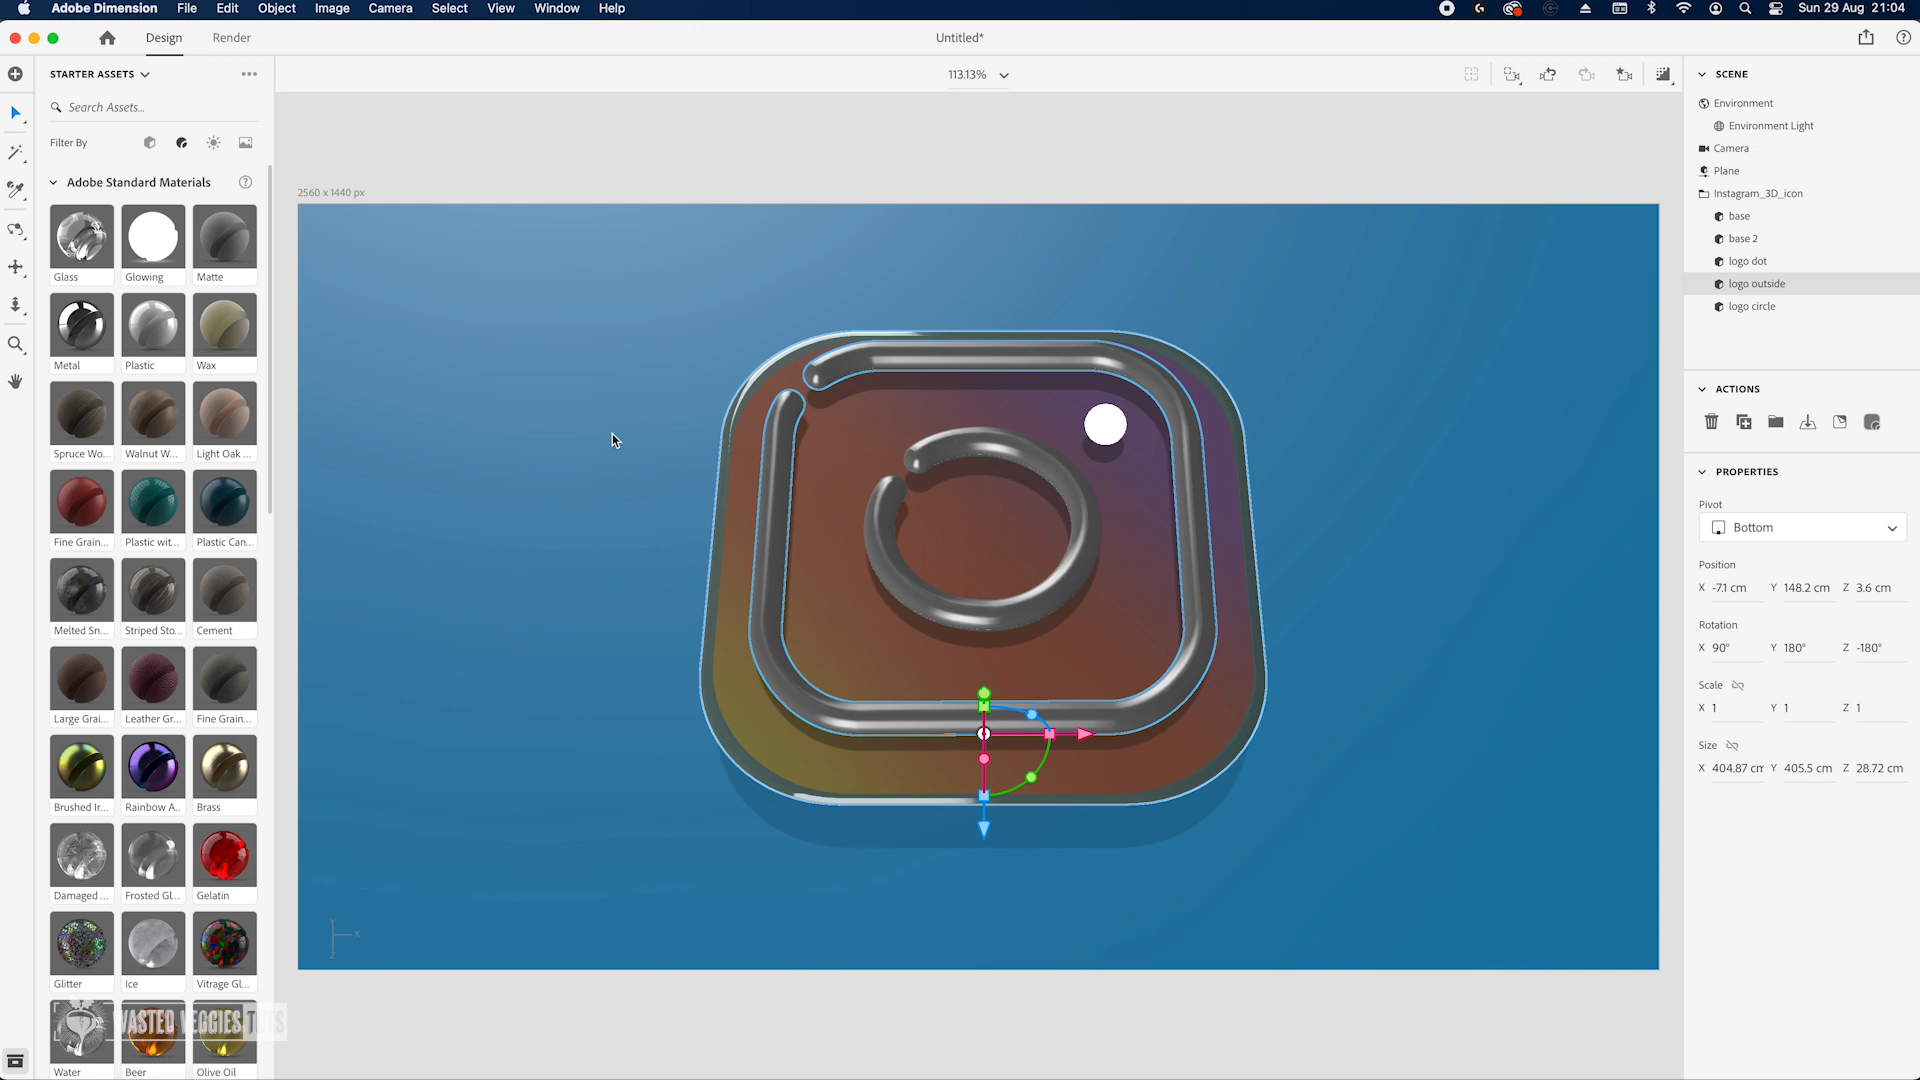 Adobe Dimension File Edit Object Image Camera Select View Window Help
Sun 29 Aug 21:04
Design Render
Untitled*
STARTER ASSETS
Search Assets...
Filter By
Adobe Standard Materials
Glass Glowing Matte
Metal Plastic Wax
Spruce Wo... Walnut W... Light Oak ...
Fine Grain... Plastic wit... Plastic Can...
Melted Sn... Striped Sto... Cement
Large Grai... Leather Gr... Fine Grain...
Brushed Ir... Rainbow A... Brass
Damaged ... Frosted Gl... Gelatin
Glitter Ice Vitrage Gl...
WASTED VEGGIES TUTS
Water Beer Olive Oil
113.13%
2560 x 1440 px
Y
X
Z
SCENE
Environment
Environment Light
Camera
Plane
Instagram_3D_icon
base
base 2
logo dot
logo outside
logo circle
ACTIONS
PROPERTIES
Pivot
Bottom
Position
X -7.1 cm Y 148.2 cm Z 3.6 cm
Rotation
X 90° Y 180° Z -180°
Scale
X 1 Y 1 Z 1
Size
X 404.87 cm Y 405.5 cm Z 28.72 cm